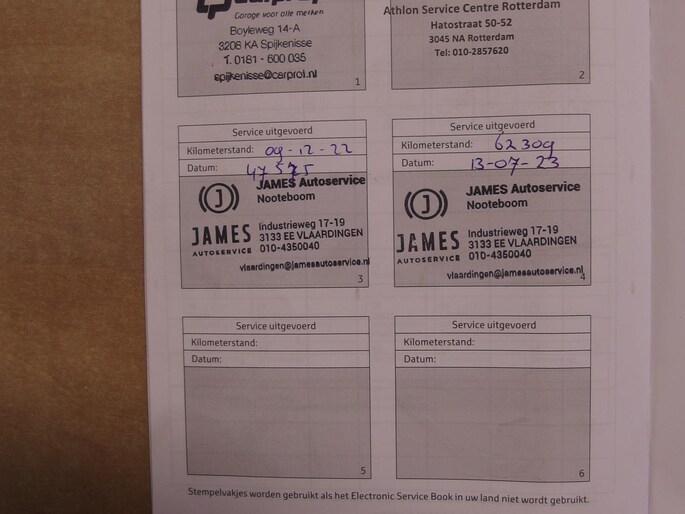 Garage voor alle merken
Boyleweg 14-A
3208 KA Spijkenisse
T. 0181 - 600 035
spijkenisse@carprof.nl
1
Athlon Service Centre Rotterdam
Hatostraat 50-52
3045 NA Rotterdam
Tel: 010-2857620
2
Service uitgevoerd
Kilometerstand: 09-12-22
Datum: 47575
JAMES Autoservice
Nooteboom
JAMES
AUTOSERVICE
Industrieweg 17-19
3133 EE VLAARDINGEN
010-4350040
vlaardingen@jamesautoservice.nl
3
Service uitgevoerd
Kilometerstand: 62309
Datum: 13-07-23
JAMES Autoservice
Nooteboom
JAMES
AUTOSERVICE
Industrieweg 17-19
3133 EE VLAARDINGEN
010-4350040
vlaardingen@jamesautoservice.nl
4
Service uitgevoerd
Kilometerstand:
Datum:
5
Service uitgevoerd
Kilometerstand:
Datum:
6
Stempelvakjes worden gebruikt als het Electronic Service Book in uw land niet wordt gebruikt.